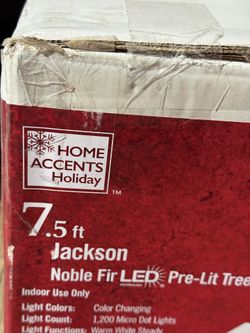 HOME
ACCENTS
Holiday
™
7.5 ft
Jackson
Noble Fir LED Pre-Lit Tree
Indoor Use Only
Light Colors: Color Changing
Light Count: 1,200 Micro Dot Lights
Light Functions: Warm White Steady